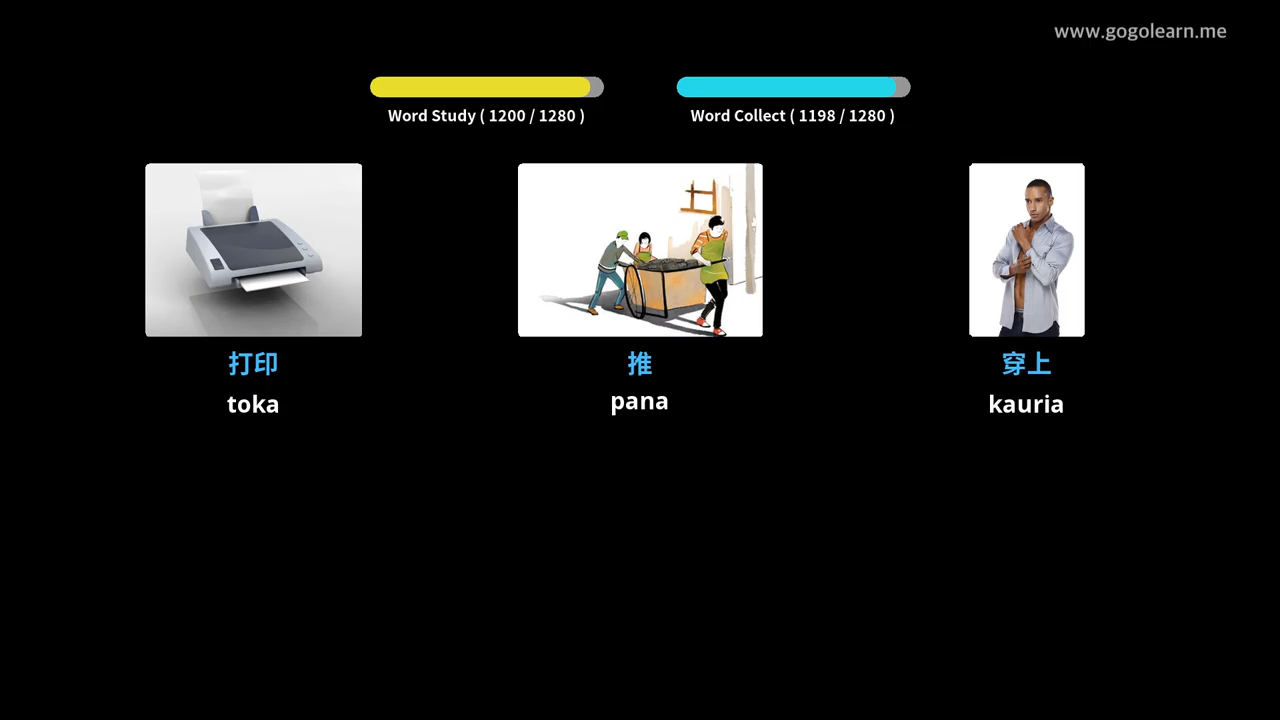 www.gogolearn.me
Word Study ( 1200 / 1280 )
Word Collect ( 1198 / 1280 )
打印
推
穿上
toka
pana
kauria